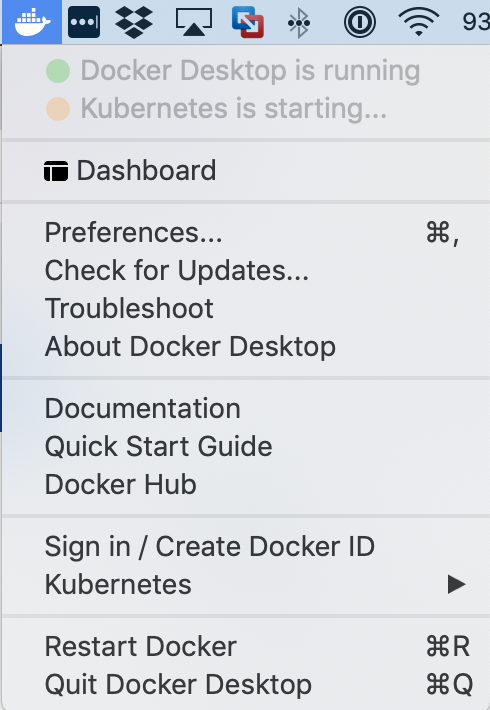 93
Docker Desktop is running
Kubernetes is starting...
Dashboard
Preferences... ⌘,
Check for Updates...
Troubleshoot
About Docker Desktop
Documentation
Quick Start Guide
Docker Hub
Sign in / Create Docker ID
Kubernetes ▶
Restart Docker ⌘R
Quit Docker Desktop ⌘Q